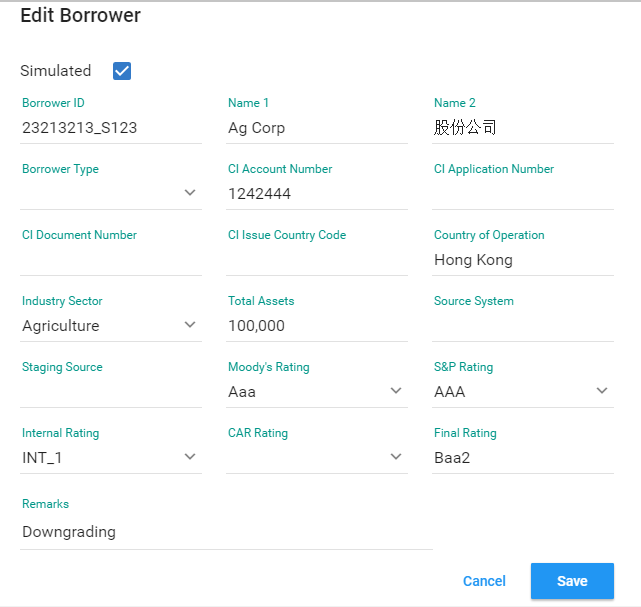 Edit Borrower
Simulated
Borrower ID Name 1 Name 2
23213213_S123 Ag Corp 股份公司
Borrower Type CI Account Number CI Application Number
1242444
CI Document Number CI Issue Country Code Country of Operation
Hong Kong
Industry Sector Total Assets Source System
Agriculture 100,000
Staging Source Moody's Rating S&P Rating
Aaa AAA
Internal Rating CAR Rating Final Rating
INT_1 Baa2
Remarks
Downgrading
Cancel Save